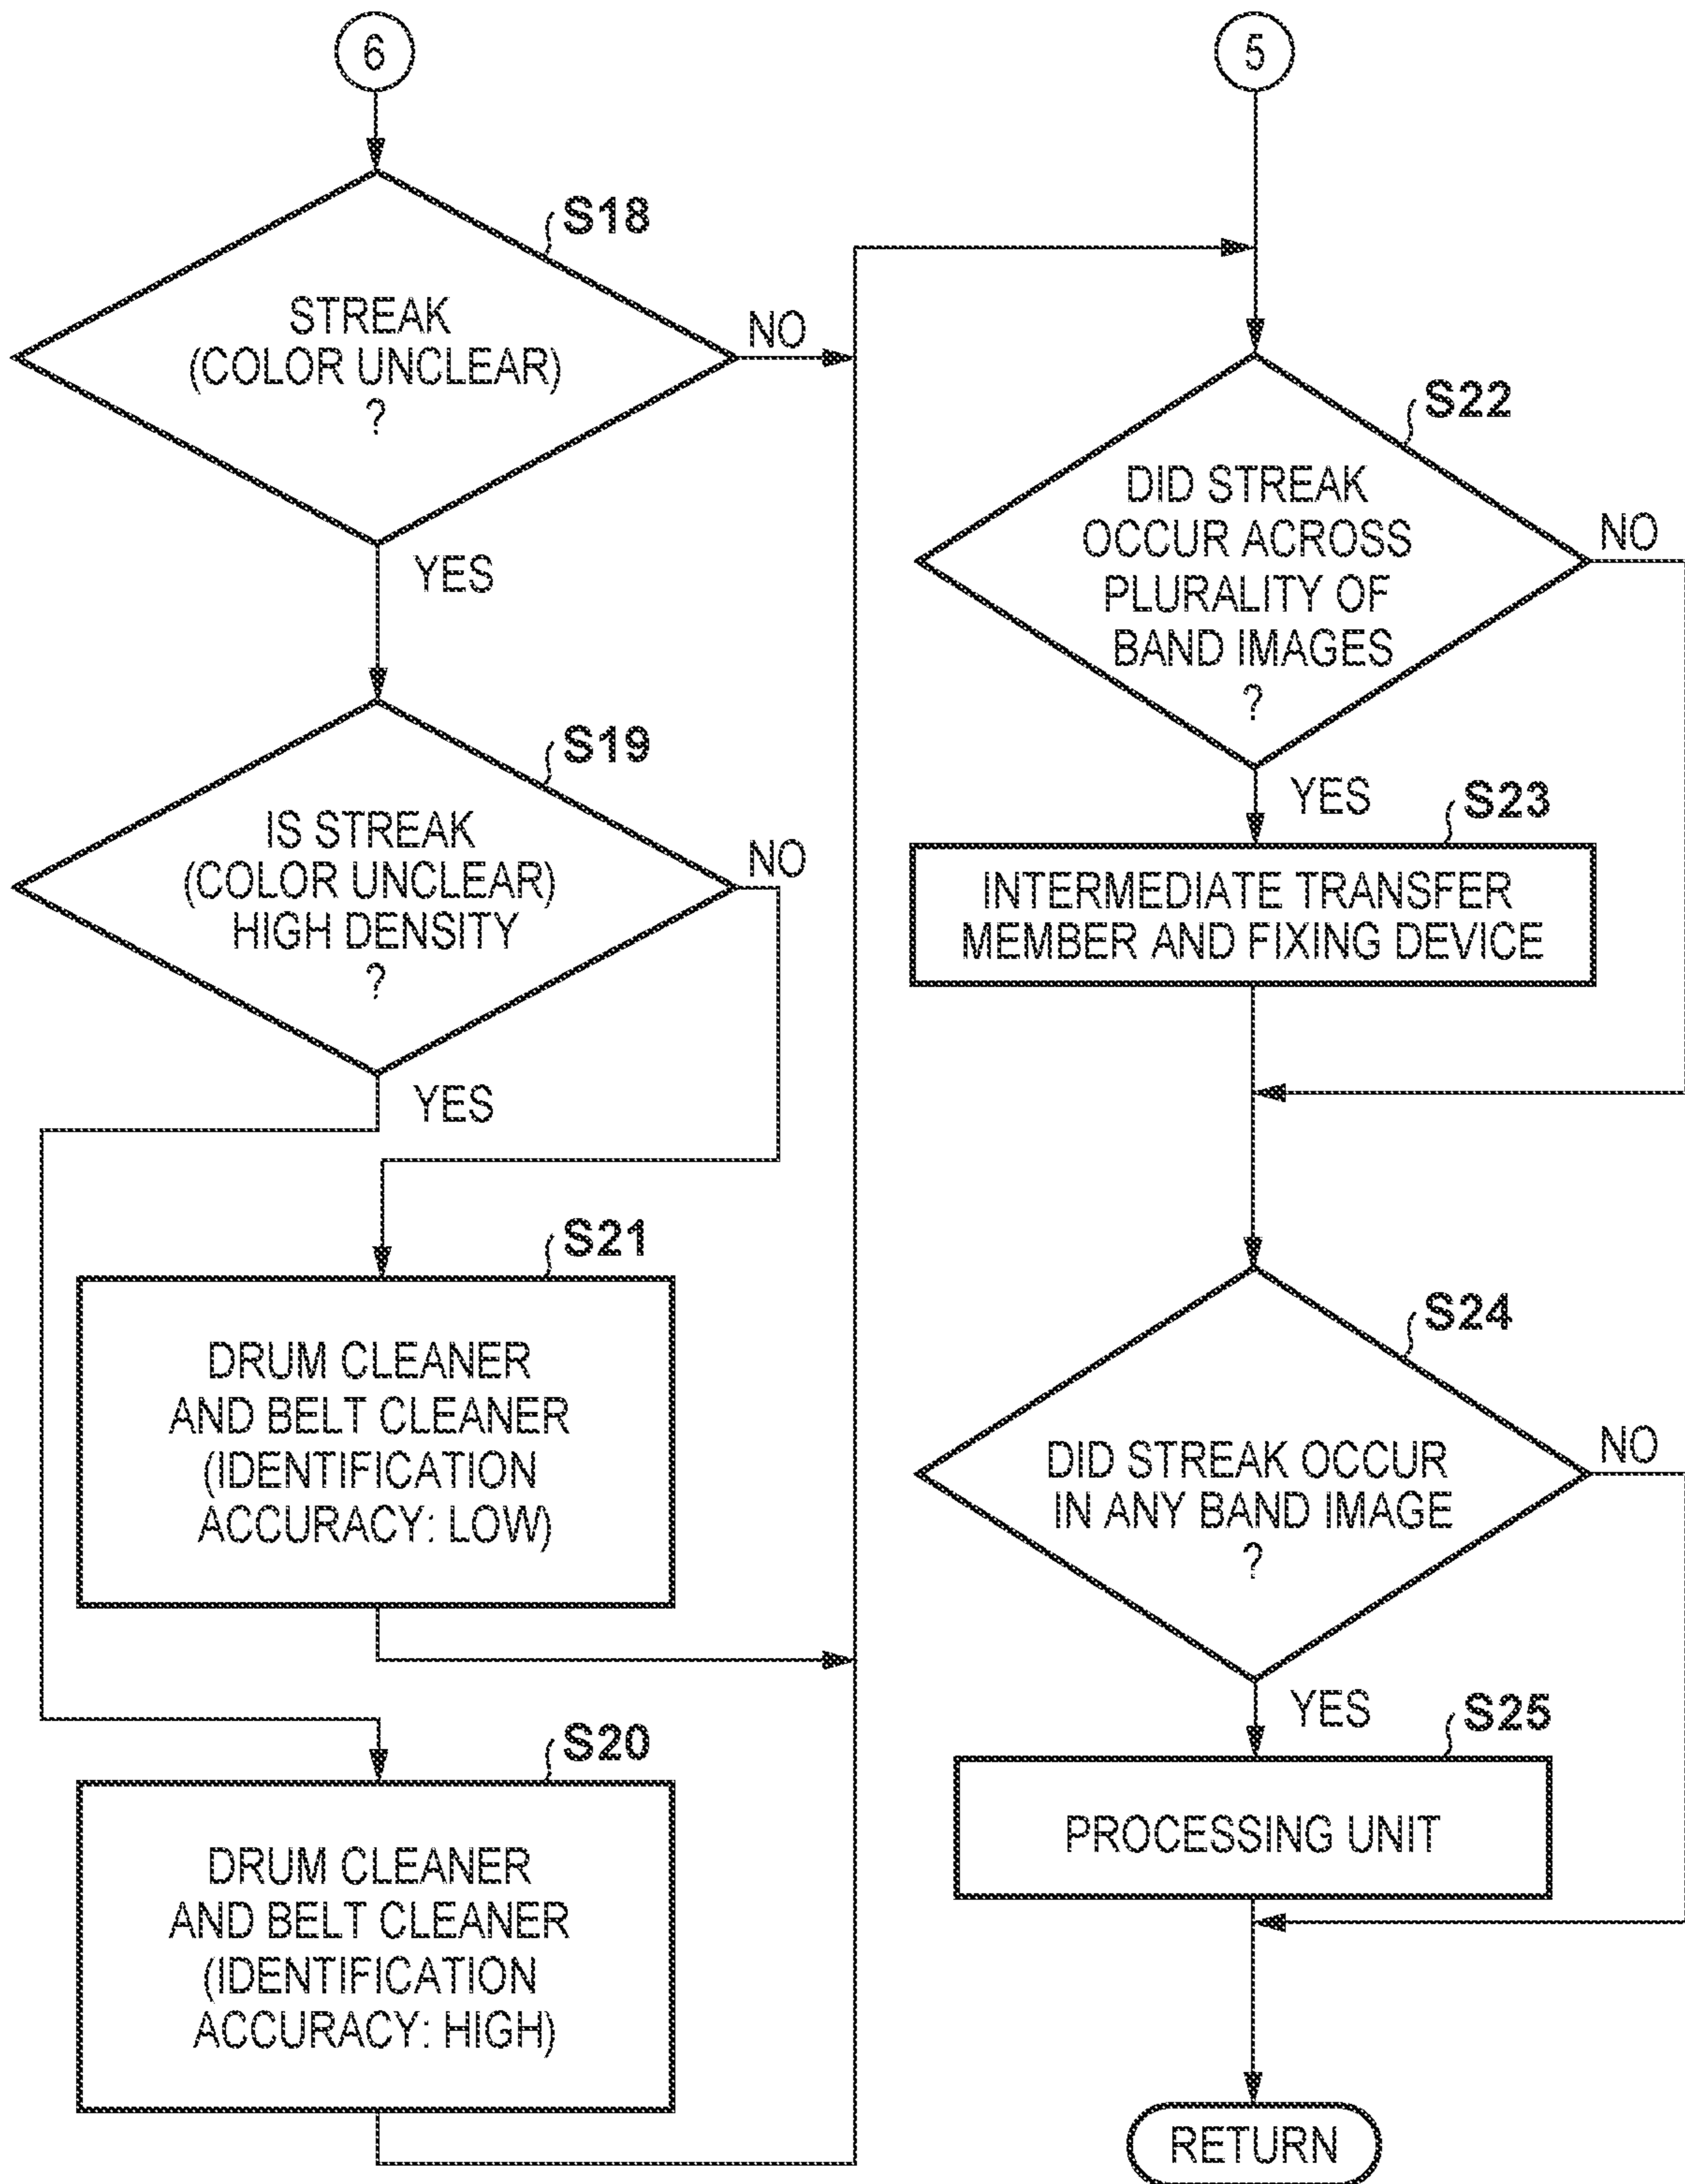 6
S18
STREAK
(COLOR UNCLEAR)
?
NO
YES
S19
IS STREAK
(COLOR UNCLEAR)
HIGH DENSITY
?
NO
YES
S21
DRUM CLEANER
AND BELT CLEANER
(IDENTIFICATION
ACCURACY: LOW)
S20
DRUM CLEANER
AND BELT CLEANER
(IDENTIFICATION
ACCURACY: HIGH)
5
S22
DID STREAK
OCCUR ACROSS
PLURALITY OF
BAND IMAGES
?
NO
YES
S23
INTERMEDIATE TRANSFER
MEMBER AND FIXING DEVICE
S24
DID STREAK OCCUR
IN ANY BAND IMAGE
?
NO
YES
S25
PROCESSING UNIT
RETURN